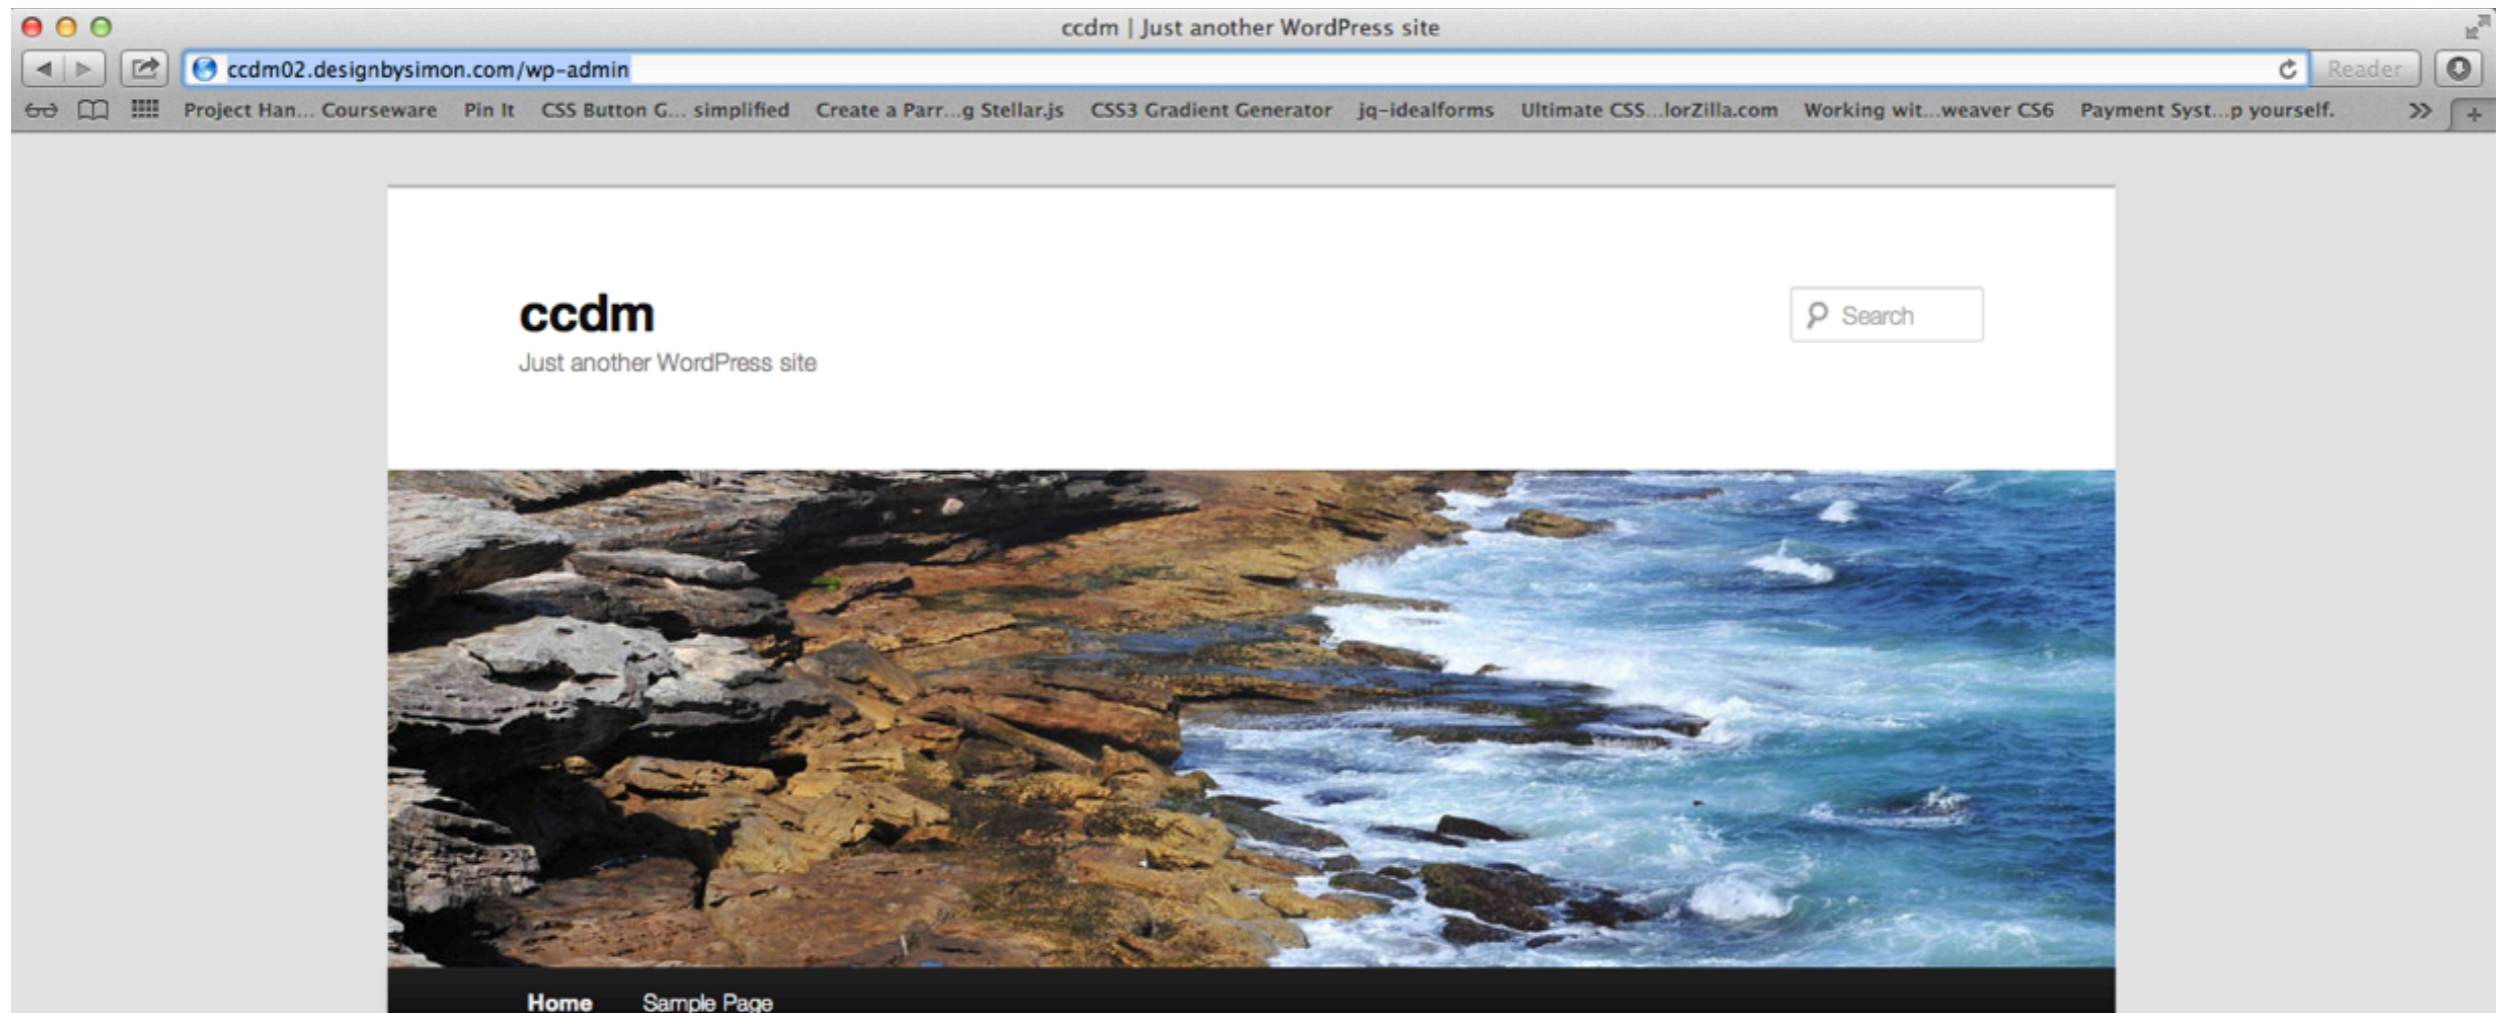 ccdm | Just another WordPress site
ccdm02.designbysimon.com/wp-admin
Reader
Project Han... Courseware Pin It CSS Button G... simplified Create a Parr...g Stellar.js CSS3 Gradient Generator jq-idealforms Ultimate CSS...lorZilla.com Working wit...weaver CS6 Payment Syst...p yourself.
ccdm
Search
Just another WordPress site
Home Sample Page